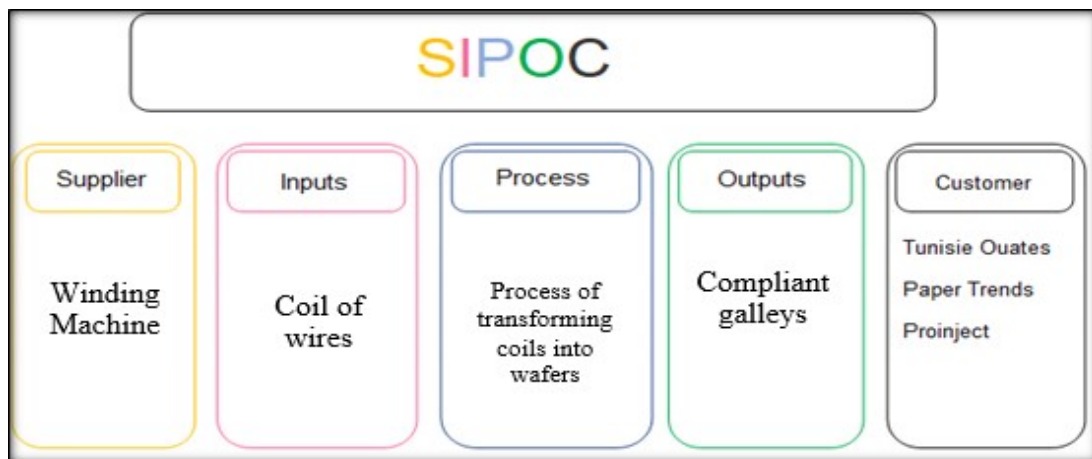 SIPOC
Supplier
Winding
Machine
Inputs
Coil of
wires
Process
Process of
transforming
coils into
wafers
Outputs
Compliant
galleys
Customer
Tunisie Ouates
Paper Trends
Proinject